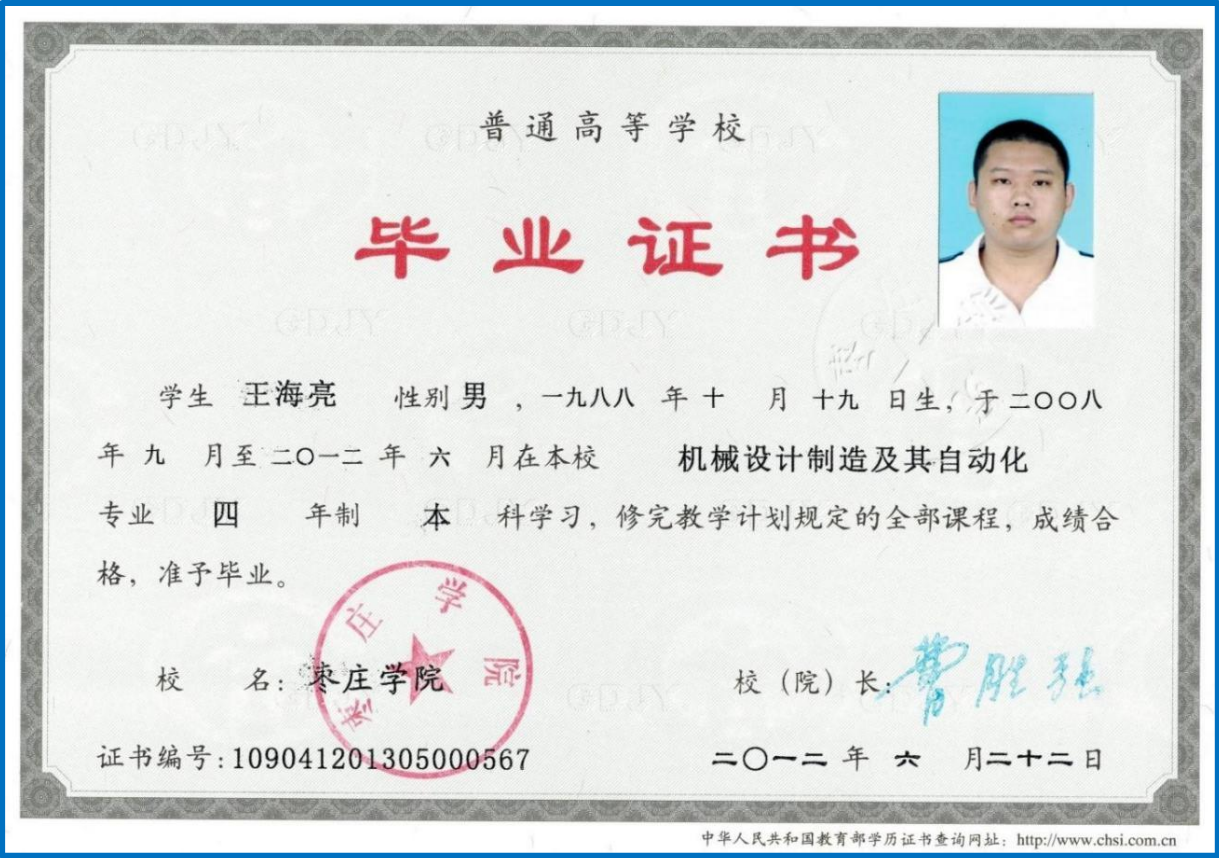 普通高等学校
毕业证书
学生 王海亮 性别 男 ，一九八八 年 十 月 十九 日生，于 二〇〇八
年 九 月至 二〇一二 年 六 月在本校 机械设计制造及其自动化
专业 四 年制 本 科学习，修完教学计划规定的全部课程，成绩合
格，准予毕业。
枣庄学院
校 名：枣庄学院 校（院）长：曹胜强
证书编号：109041201305000567 二〇一二 年 六 月二十二日
中华人民共和国教育部学历证书查询网址：http://www.chsi.com.cn